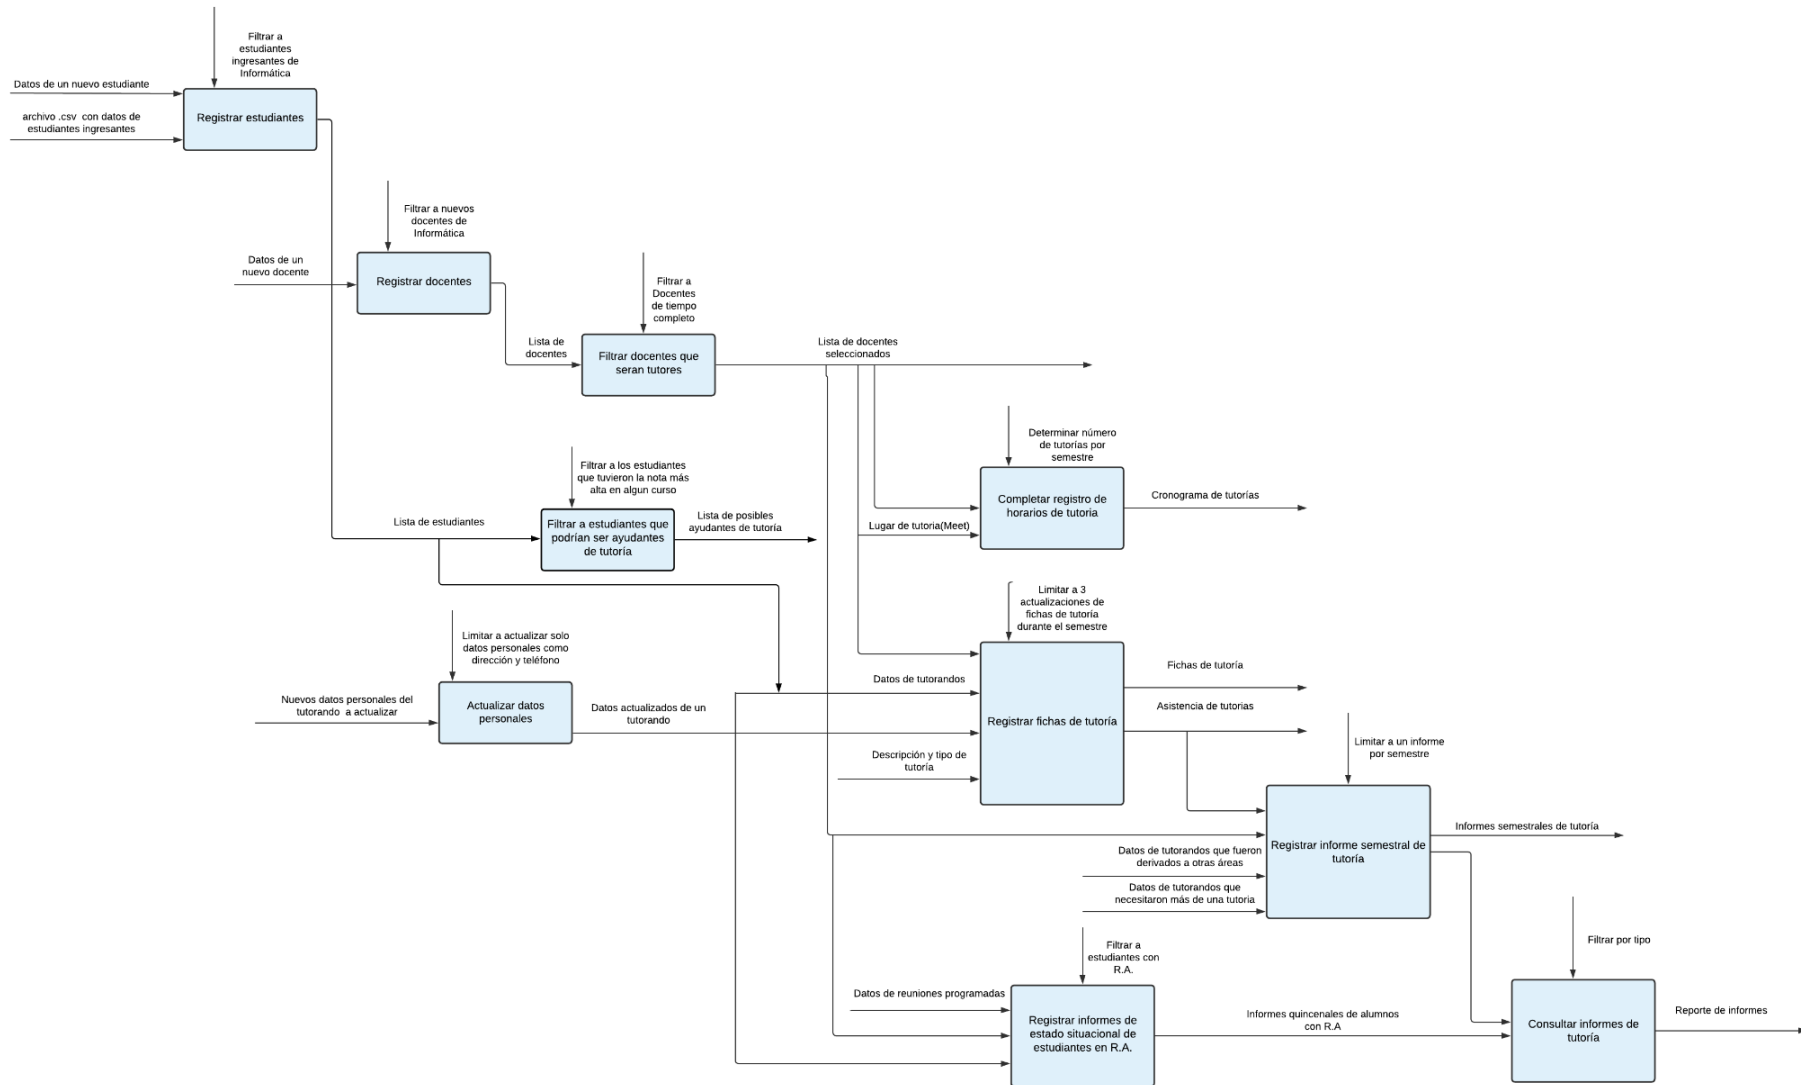 Filtrar a
estudiantes
ingresantes de
Informática
Datos de un nuevo estudiante
archivo .csv con datos de
estudiantes ingresantes
Registrar estudiantes
Filtrar a nuevos
docentes de
Informática
Datos de un
nuevo docente
Registrar docentes
Filtrar a
Docentes
de tiempo
completo
Lista de
docentes
Filtrar docentes que
seran tutores
Lista de docentes
seleccionados
Determinar número
de tutorías por
semestre
Completar registro de
horarios de tutoria
Cronograma de tutorías
Lugar de tutoria(Meet)
Filtrar a los estudiantes
que tuvieron la nota más
alta en algun curso
Lista de estudiantes
Filtrar a estudiantes que
podrían ser ayudantes
de tutoría
Lista de posibles
ayudantes de tutoría
Limitar a 3
actualizaciones de
fichas de tutoría
durante el semestre
Limitar a actualizar solo
datos personales como
dirección y teléfono
Nuevos datos personales del
tutorando a actualizar
Actualizar datos
personales
Datos actualizados de un
tutorando
Datos de tutorandos
Descripción y tipo de
tutoría
Registrar fichas de tutoría
Fichas de tutoría
Asistencia de tutorias
Limitar a un informe
por semestre
Registrar informe semestral de
tutoría
Informes semestrales de tutoría
Datos de tutorandos que fueron
derivados a otras áreas
Datos de tutorandos que
necesitaron más de una tutoria
Filtrar a
estudiantes con
R.A.
Datos de reuniones programadas
Registrar informes de
estado situacional de
estudiantes en R.A.
Informes quincenales de alumnos
con R.A
Filtrar por tipo
Consultar informes de
tutoría
Reporte de informes